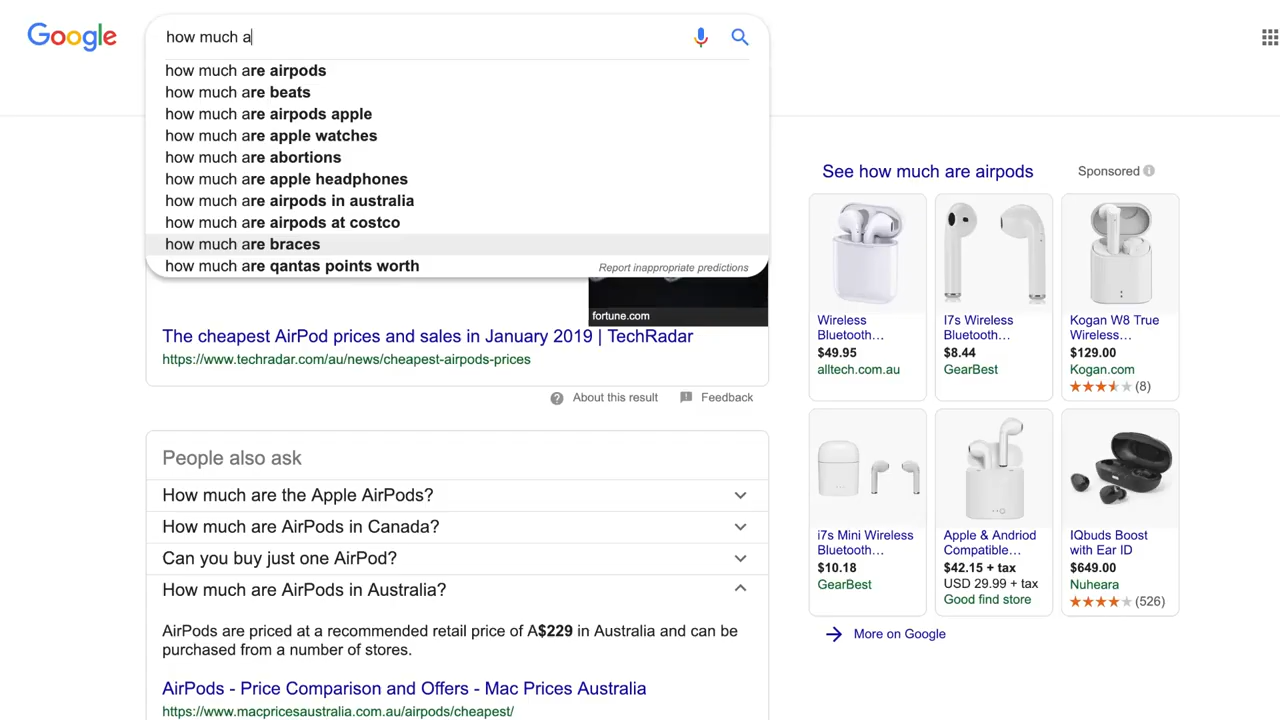 Google
how much a
how much are airpods
how much are beats
how much are airpods apple
how much are apple watches
how much are abortions
how much are apple headphones
how much are airpods in australia
how much are airpods at costco
how much are braces
how much are qantas points worth
Report inappropriate predictions
fortune.com
The cheapest AirPod prices and sales in January 2019 | TechRadar
https://www.techradar.com/au/news/cheapest-airpods-prices
About this result
Feedback
People also ask
How much are the Apple AirPods?
How much are AirPods in Canada?
Can you buy just one AirPod?
How much are AirPods in Australia?
AirPods are priced at a recommended retail price of A$229 in Australia and can be
purchased from a number of stores.
AirPods - Price Comparison and Offers - Mac Prices Australia
https://www.macpricesaustralia.com.au/airpods/cheapest/
See how much are airpods
Sponsored
Wireless
Bluetooth…
$49.95
alltech.com.au
I7s Wireless
Bluetooth…
$8.44
GearBest
Kogan W8 True
Wireless…
$129.00
Kogan.com
(8)
i7s Mini Wireless
Bluetooth…
$10.18
GearBest
Apple & Andriod
Compatible…
$42.15 + tax
USD 29.99 + tax
Good find store
IQbuds Boost
with Ear ID
$649.00
Nuheara
(526)
More on Google